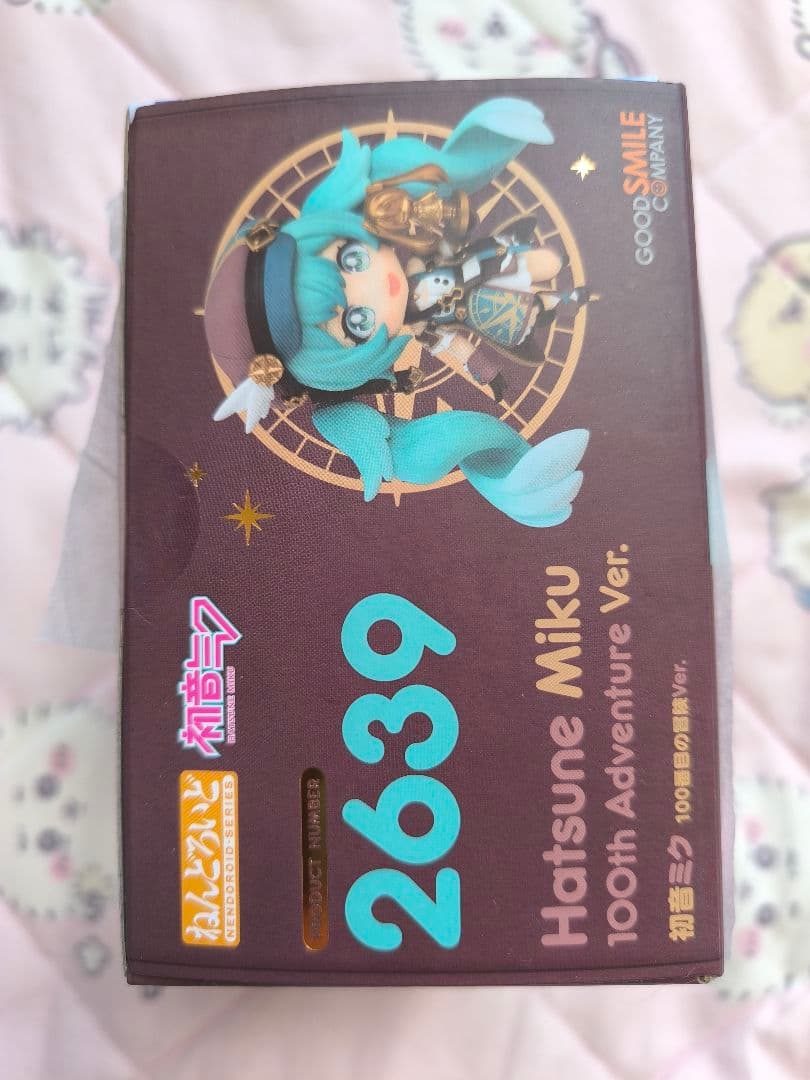 ねんどろいど
NENDOROID·SERIES
初音ミク
HATSUNE MIKU
PRODUCT NUMBER
2639
Hatsune Miku
100th Adventure Ver.
初音ミク 100番目の冒険Ver.
GOOD
SMILE
COMPANY